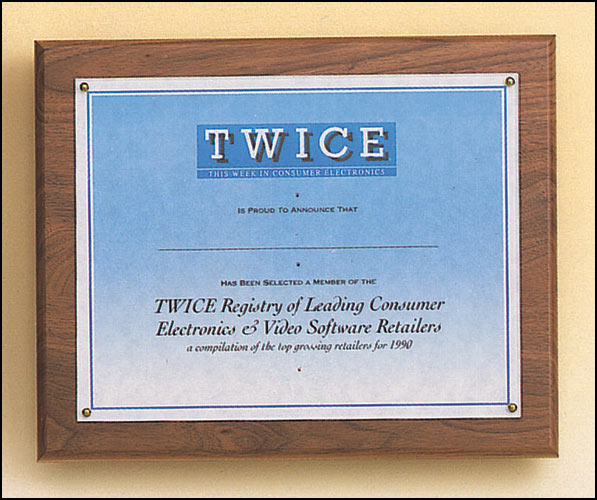 TWICE
THIS WEEK IN CONSUMER ELECTRONICS
IS PROUD TO ANNOUNCE THAT
HAS BEEN SELECTED A MEMBER OF THE
TWICE Registry of Leading Consumer
Electronics & Video Software Retailers
a compilation of the top growing retailers for 1990